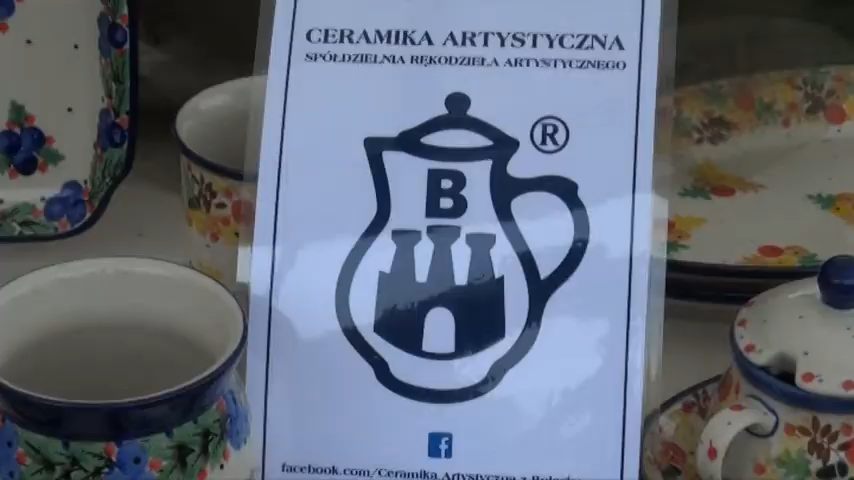 CERAMIKA ARTYSTYCZNA
SPÓŁDZIELNIA RĘKODZIEŁA ARTYSTYCZNEGO
®
B
f
facebook.com/Ceramika Artystyczna z